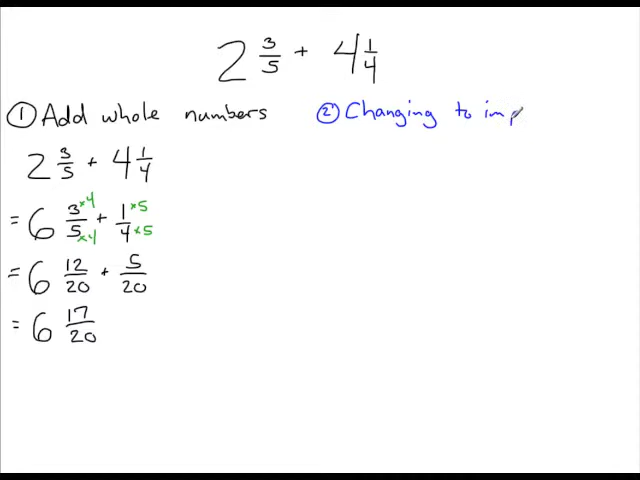 2 3/5 + 4 1/4
① Add whole numbers
② Changing to imp
2 3/5 + 4 1/4
= 6 3×4/5×4 + 1×5/4×5
= 6 12/20 + 5/20
= 6 17/20